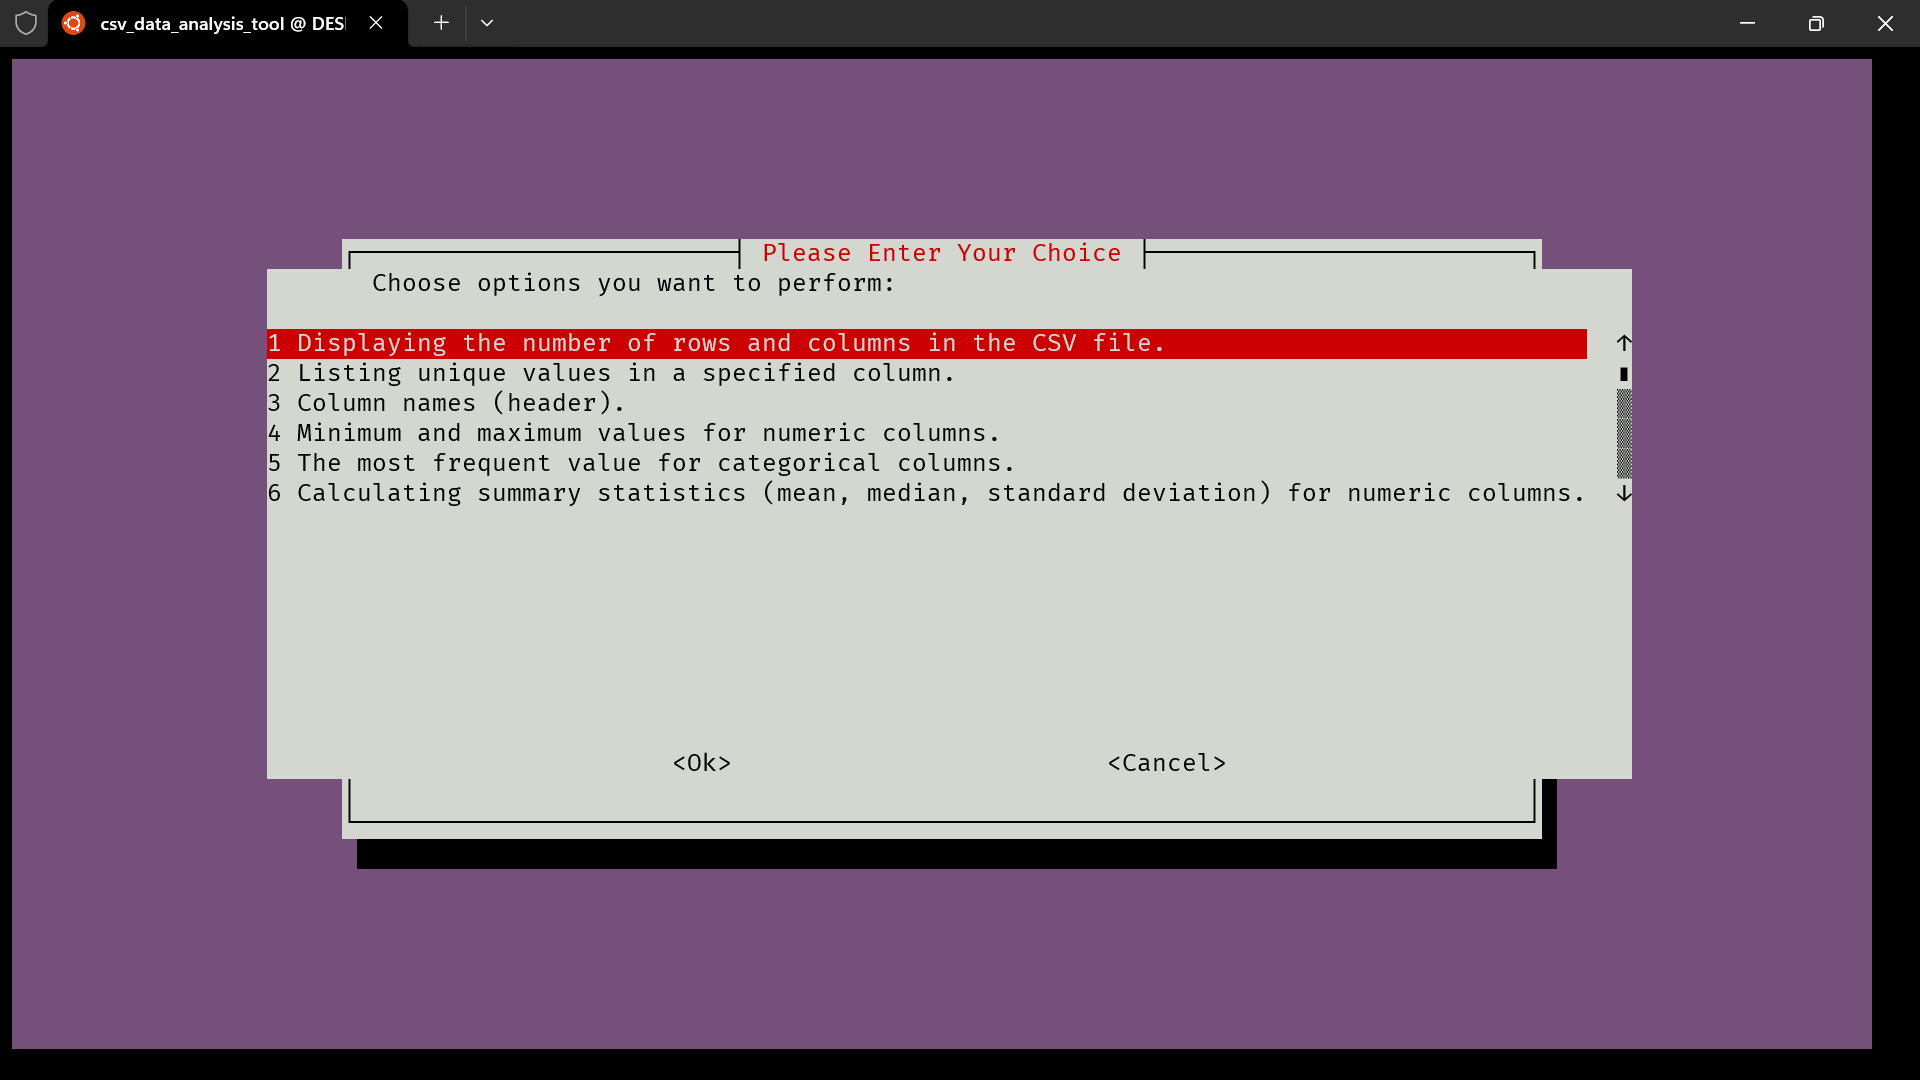 csv_data_analysis_tool @ DES
Please Enter Your Choice
Choose options you want to perform:
1 Displaying the number of rows and columns in the CSV file.
2 Listing unique values in a specified column.
3 Column names (header).
4 Minimum and maximum values for numeric columns.
5 The most frequent value for categorical columns.
6 Calculating summary statistics (mean, median, standard deviation) for numeric columns.
<Ok> <Cancel>